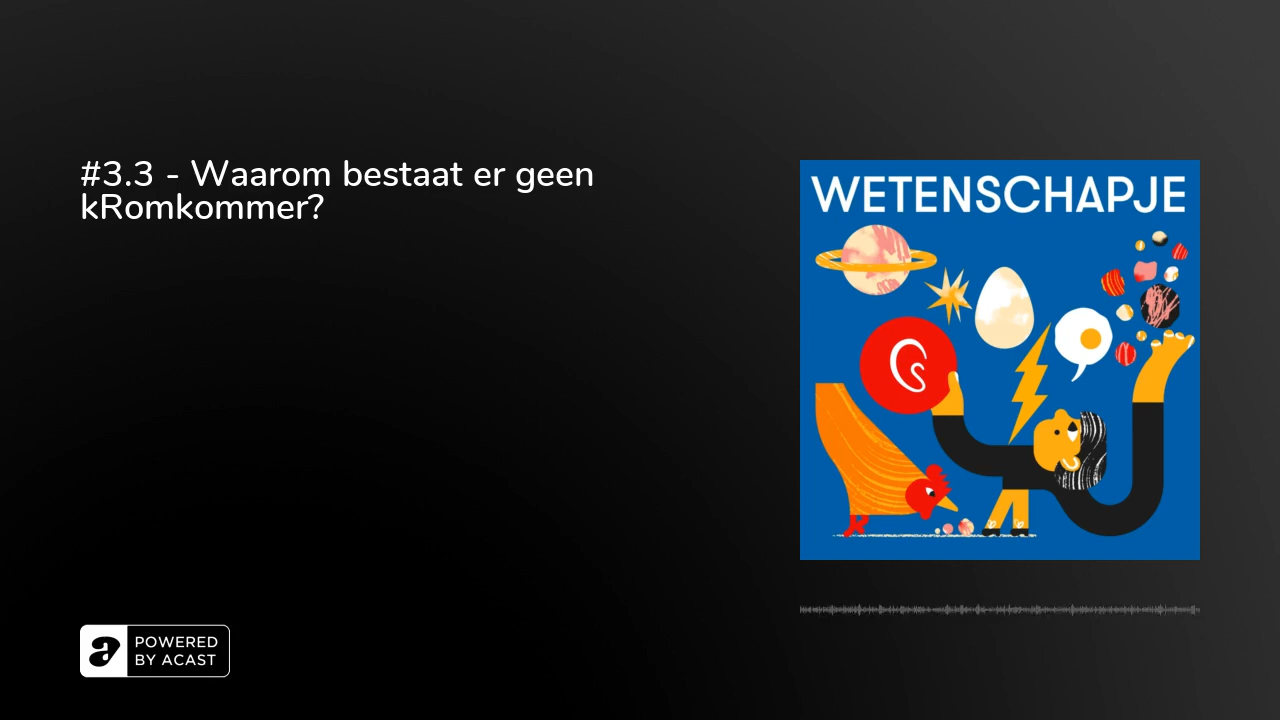 #3.3 - Waarom bestaat er geen
kRomkommer?
WETENSCHAPJE
POWERED
BY ACAST